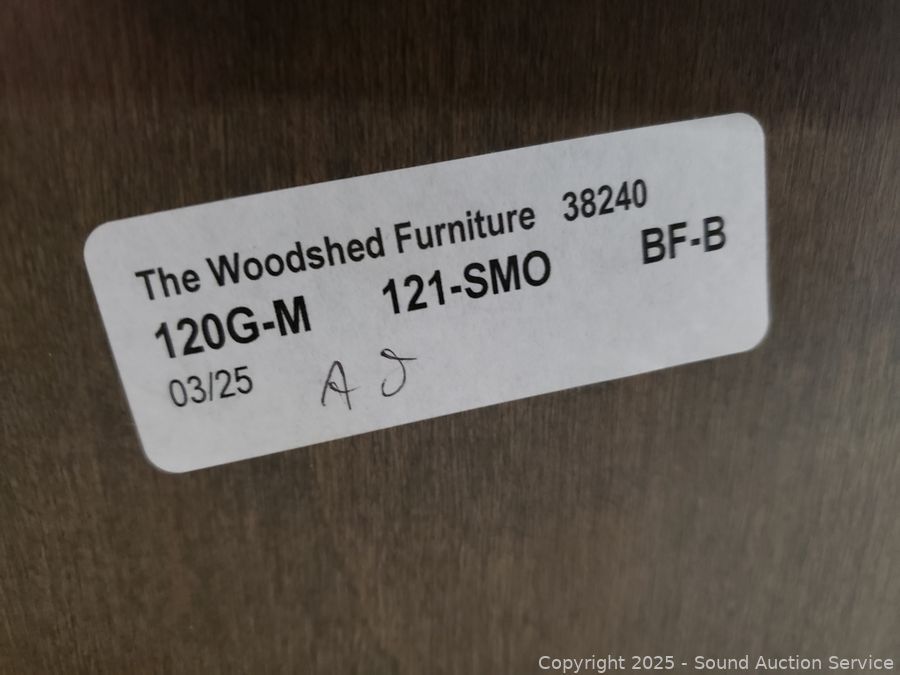 The Woodshed Furniture 38240
120G-M 121-SMO BF-B
03/25 A J
Copyright 2025 - Sound Auction Service